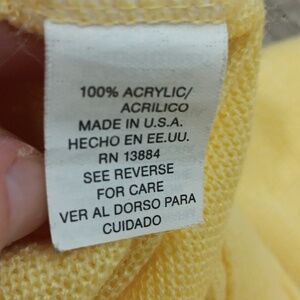 100% ACRYLIC/
ACRILICO
MADE IN U.S.A.
HECHO EN EE.UU.
RN 13884
SEE REVERSE
FOR CARE
VER AL DORSO PARA
CUIDADO